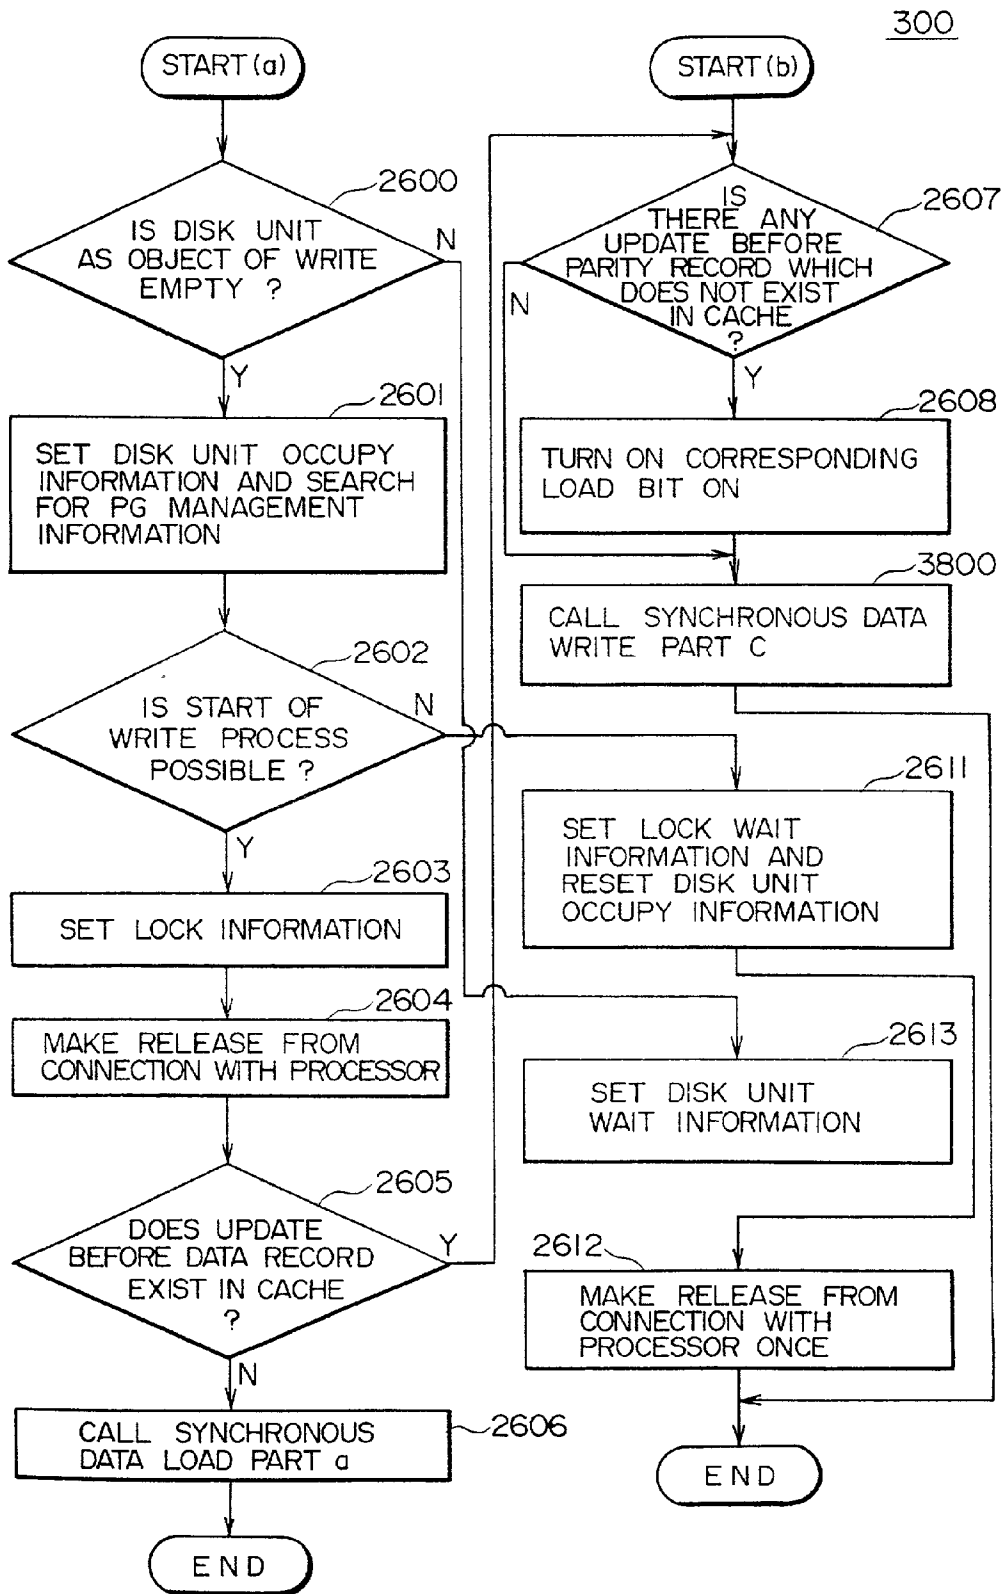 300
START (a)
2600
IS DISK UNIT
AS OBJECT OF WRITE
EMPTY ?
N
Y
2601
SET DISK UNIT OCCUPY
INFORMATION AND SEARCH
FOR PG MANAGEMENT
INFORMATION
2602
IS START OF
WRITE PROCESS
POSSIBLE ?
N
Y
2603
SET LOCK INFORMATION
2604
MAKE RELEASE FROM
CONNECTION WITH PROCESSOR
2605
DOES UPDATE
BEFORE DATA RECORD
EXIST IN CACHE
?
Y
N
2606
CALL SYNCHRONOUS
DATA LOAD PART a
END
START (b)
2607
IS
THERE ANY
UPDATE BEFORE
PARITY RECORD WHICH
DOES NOT EXIST
IN CACHE
?
N
Y
2608
TURN ON CORRESPONDING
LOAD BIT ON
3800
CALL SYNCHRONOUS DATA
WRITE PART C
2611
SET LOCK WAIT
INFORMATION AND
RESET DISK UNIT
OCCUPY INFORMATION
2613
SET DISK UNIT
WAIT INFORMATION
2612
MAKE RELEASE FROM
CONNECTION WITH
PROCESSOR ONCE
END